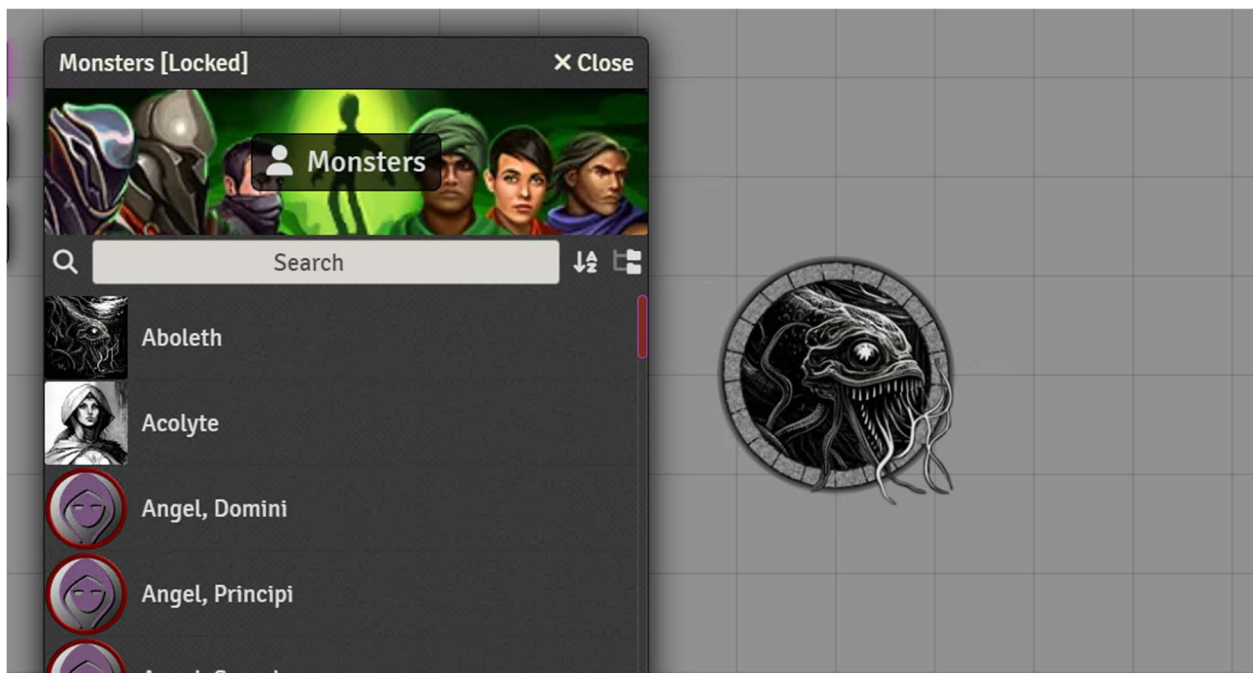 Monsters [Locked]
Close
Monsters
Search
Aboleth
Acolyte
Angel, Domini
Angel, Principi